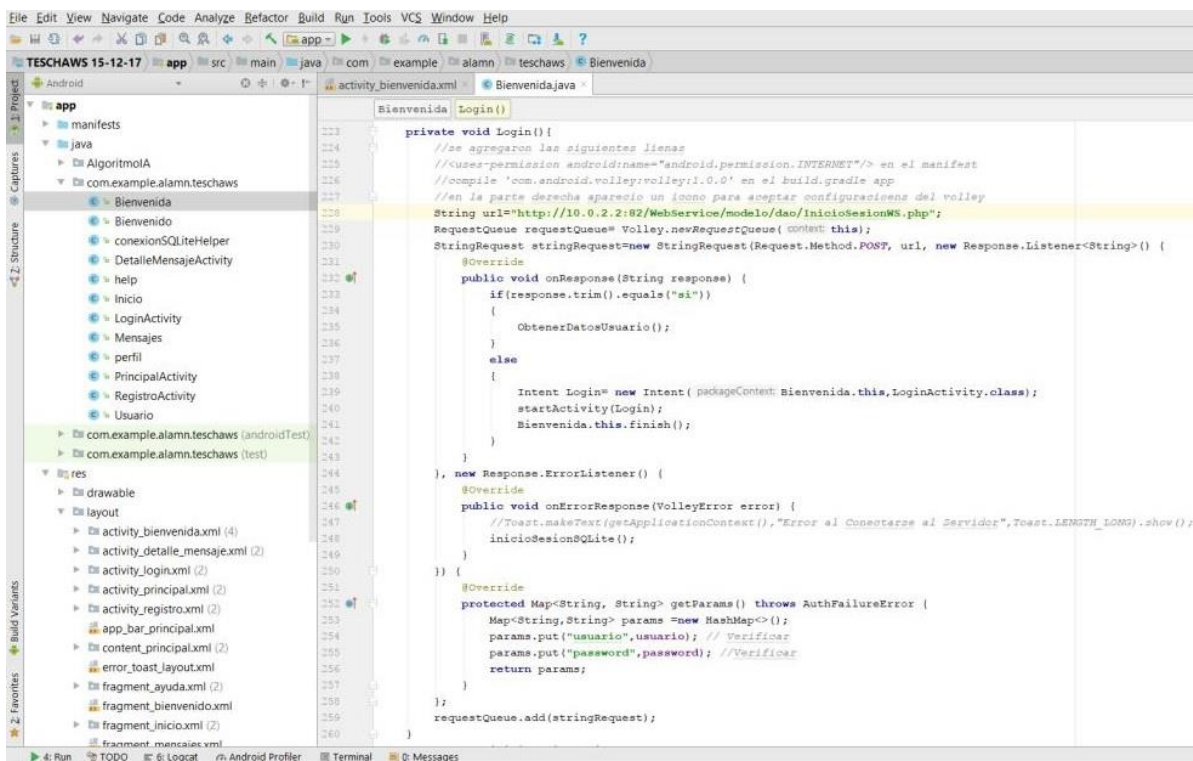 File Edit View Navigate Code Analyze Refactor Build Run Tools VCS Window Help
app
TESCHAWS 15-12-17 app src main java com example alamn teschaws Bienvenida
Android
activity_bienvenida.xml Bienvenida.java
Bienvenida Login()
1: Project
Captures
Z: Structure
Build Variants
2: Favorites
app
manifests
java
AlgoritmoIA
com.example.alamn.teschaws
Bienvenida
Bienvenido
conexionSQLiteHelper
DetalleMensajeActivity
help
Inicio
LoginActivity
Mensajes
perfil
PrincipalActivity
RegistroActivity
Usuario
com.example.alamn.teschaws (androidTest)
com.example.alamn.teschaws (test)
res
drawable
layout
activity_bienvenida.xml (4)
activity_detalle_mensaje.xml (2)
activity_login.xml (2)
activity_principal.xml (2)
activity_registro.xml (2)
app_bar_principal.xml
content_principal.xml (2)
error_toast_layout.xml
fragment_ayuda.xml (2)
fragment_bienvenido.xml
fragment_inicio.xml (2)
fragment_mensajes.xml
223 private void Login(){
224 //se agregaron las siguientes lienas
225 //<uses-permission android:name="android.permission.INTERNET"/> en el manifest
226 //compile 'com.android.volley:volley:1.0.0' en el build.gradle app
227 //en la parte derecha aparecio un icono para aceptar configuracioens del volley
228 String url="http://10.0.2.2:82/WebService/modelo/dao/InicioSesionWS.php";
229 RequestQueue requestQueue= Volley.newRequestQueue( context: this);
230 StringRequest stringRequest=new StringRequest(Request.Method.POST, url, new Response.Listener<String>() {
231 @Override
232 public void onResponse(String response) {
233 if(response.trim().equals("si"))
234 {
235 ObtenerDatosUsuario();
236 }
237 else
238 {
239 Intent Login= new Intent( packageContext: Bienvenida.this,LoginActivity.class);
240 startActivity(Login);
241 Bienvenida.this.finish();
242 }
243 }
244 }, new Response.ErrorListener() {
245 @Override
246 public void onErrorResponse(VolleyError error) {
247 //Toast.makeText(getApplicationContext(),"Error al Conectarse al Servidor",Toast.LENGTH_LONG).show();
248 inicioSesionSQLite();
249 }
250 }) {
251 @Override
252 protected Map<String, String> getParams() throws AuthFailureError {
253 Map<String,String> params =new HashMap<>();
254 params.put("usuario",usuario); // Verificar
255 params.put("password",password); //Verificar
256 return params;
257 }
258 };
259 requestQueue.add(stringRequest);
260 }
4: Run TODO 6: Logcat Android Profiler Terminal 0: Messages